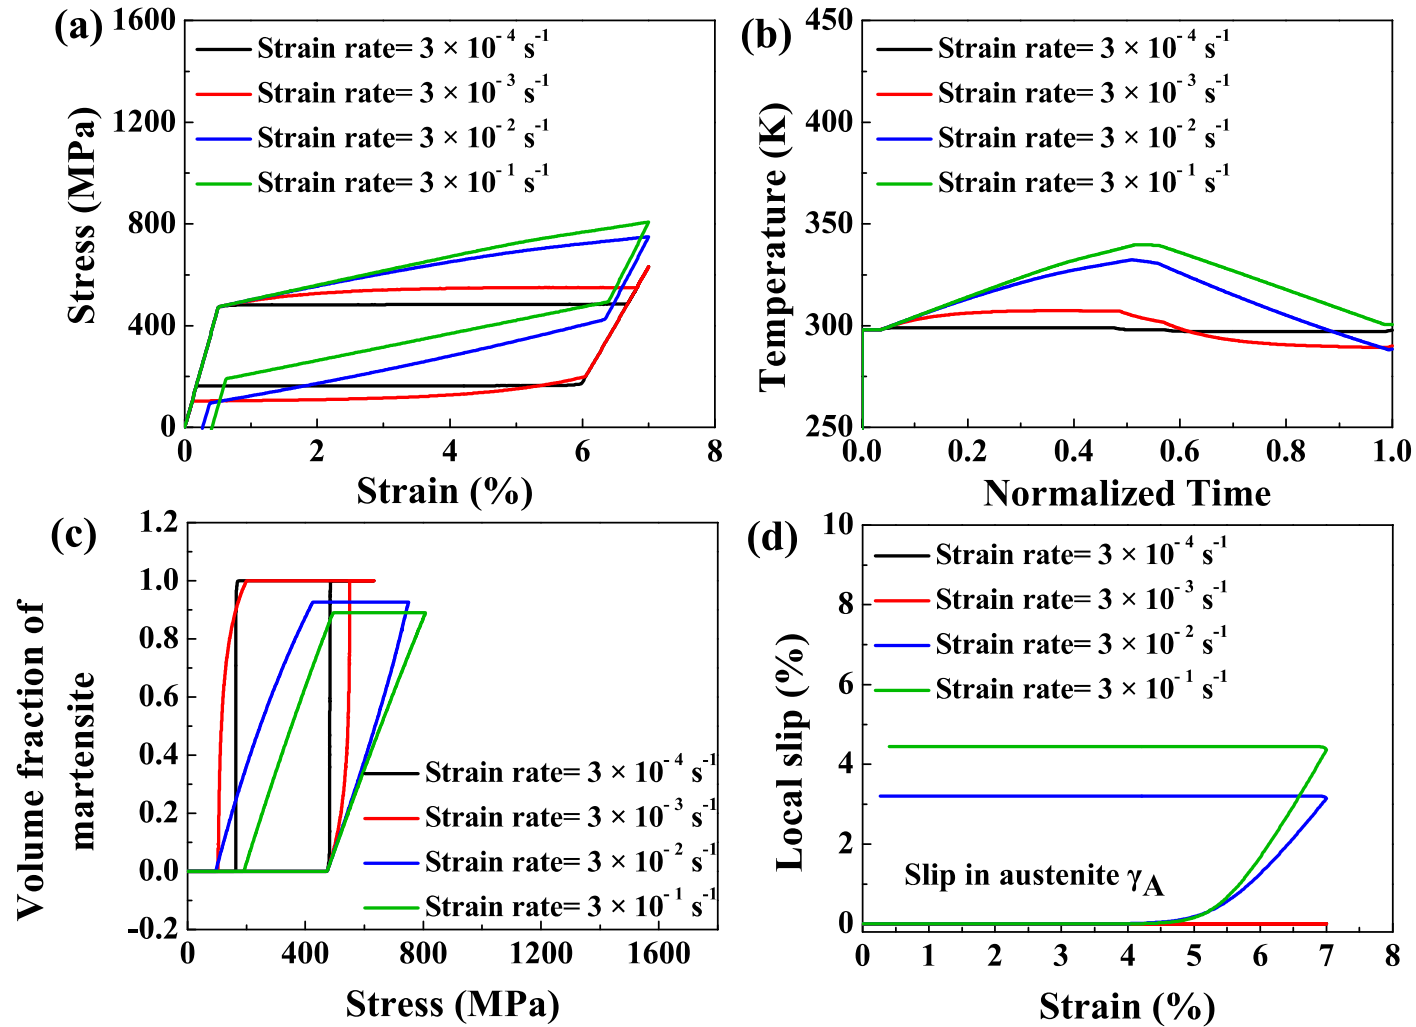 (a)
1600
1200
800
400
0
Stress (MPa)
Strain rate= 3 × 10⁻⁴ s⁻¹
Strain rate= 3 × 10⁻³ s⁻¹
Strain rate= 3 × 10⁻² s⁻¹
Strain rate= 3 × 10⁻¹ s⁻¹
0 2 4 6 8
Strain (%)
(b)
450
400
350
300
250
Temperature (K)
Strain rate= 3 × 10⁻⁴ s⁻¹
Strain rate= 3 × 10⁻³ s⁻¹
Strain rate= 3 × 10⁻² s⁻¹
Strain rate= 3 × 10⁻¹ s⁻¹
0.0 0.2 0.4 0.6 0.8 1.0
Normalized Time
(c)
1.2
1.0
0.8
0.6
0.4
0.2
0.0
-0.2
Volume fraction of
martensite
Strain rate= 3 × 10⁻⁴ s⁻¹
Strain rate= 3 × 10⁻³ s⁻¹
Strain rate= 3 × 10⁻² s⁻¹
Strain rate= 3 × 10⁻¹ s⁻¹
0 400 800 1200 1600
Stress (MPa)
(d)
10
8
6
4
2
0
Local slip (%)
Strain rate= 3 × 10⁻⁴ s⁻¹
Strain rate= 3 × 10⁻³ s⁻¹
Strain rate= 3 × 10⁻² s⁻¹
Strain rate= 3 × 10⁻¹ s⁻¹
Slip in austenite γA
0 1 2 3 4 5 6 7 8
Strain (%)